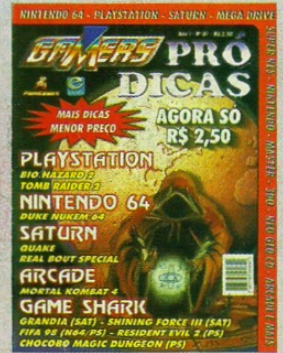 NINTENDO 64 - PLAYSTATION - SATURN - MEGA DRIVE
SUPER NES - NINTENDO - MASTER - 3DO - NEO GEO CD - ARCADE E MAIS
GAMERS PRO
DICAS
MAIS DICAS
MENOR PREÇO
AGORA SÓ
R$ 2,50
PLAYSTATION
BIO HAZARD 2
TOMB RAIDER 2
NINTENDO 64
DUKE NUKEM 64
SATURN
QUAKE
REAL BOUT SPECIAL
ARCADE
MORTAL KOMBAT 4
GAME SHARK
GRANDIA (SAT) - SHINING FORCE III (SAT)
FIFA 98 (N64/PS) - RESIDENT EVIL 2 (PS)
CHOCOBO MAGIC DUNGEON (PS)